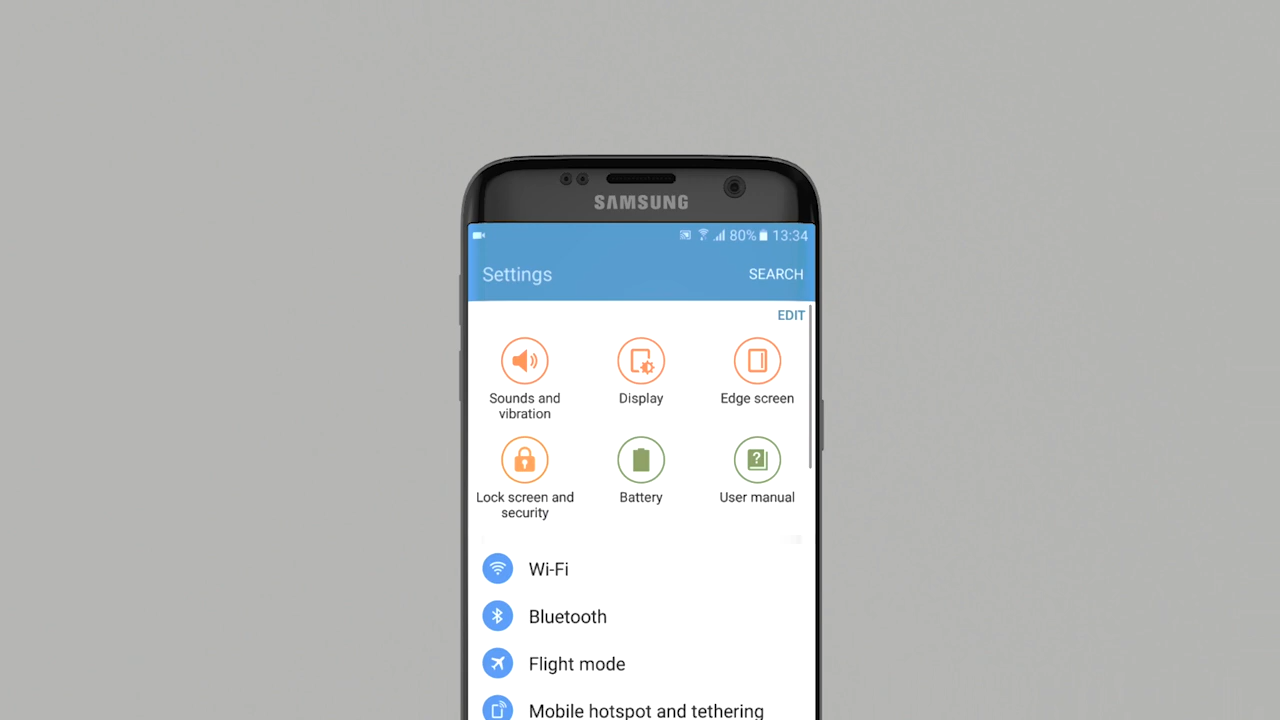 SAMSUNG
80% 13:34
Settings
SEARCH
EDIT
Sounds and
vibration
Display
Edge screen
Lock screen and
security
Battery
User manual
Wi-Fi
Bluetooth
Flight mode
Mobile hotspot and tethering